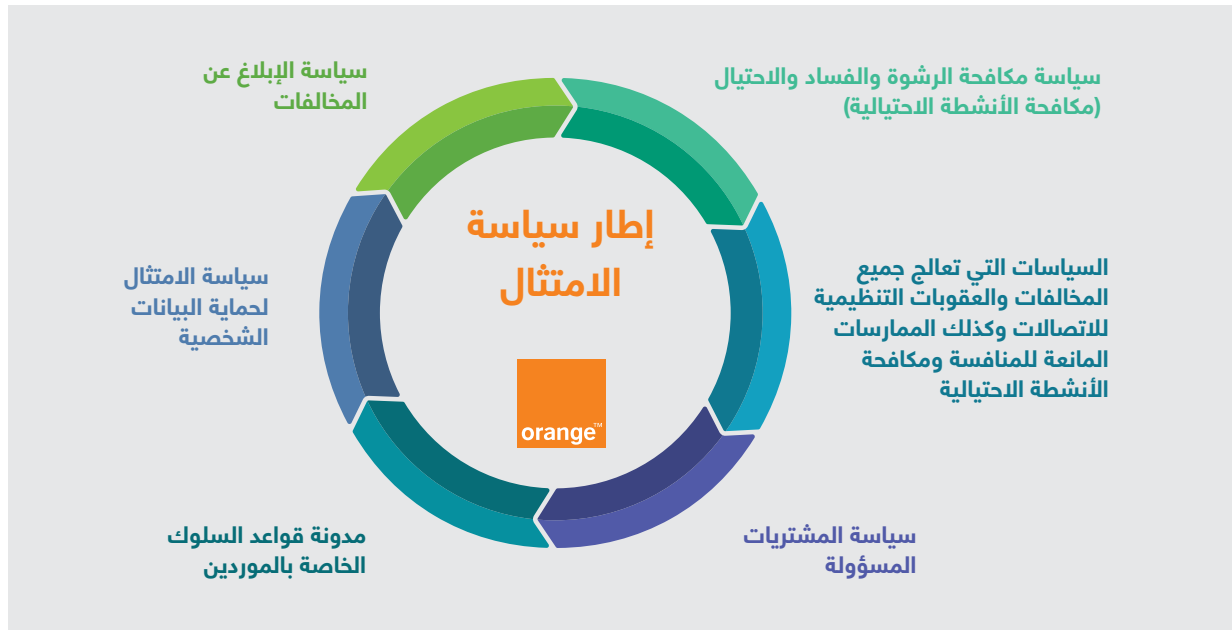 إطار سياسة
الامتثال
orange™
سياسة مكافحة الرشوة والفساد والاحتيال
(مكافحة الأنشطة الاحتيالية)
السياسات التي تعالج جميع
المخالفات والعقوبات التنظيمية
للاتصالات وكذلك الممارسات
المانعة للمنافسة ومكافحة
الأنشطة الاحتيالية
سياسة المشتريات
المسؤولة
مدونة قواعد السلوك
الخاصة بالموردين
سياسة الامتثال
لحماية البيانات
الشخصية
سياسة الإبلاغ عن
المخالفات